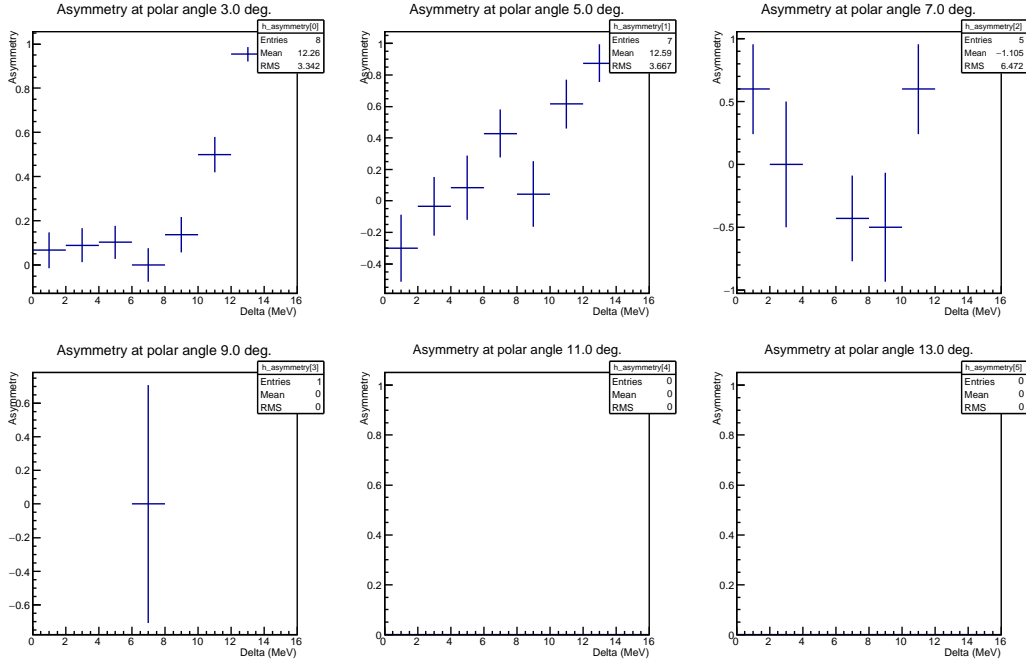 Asymmetry at polar angle 3.0 deg.
h_asymmetry[0]
Entries 8
Mean 12.26
RMS 3.342
Asymmetry
1
0.8
0.6
0.4
0.2
0
0 2 4 6 8 10 12 14 16
Delta (MeV)
Asymmetry at polar angle 5.0 deg.
h_asymmetry[1]
Entries 7
Mean 12.59
RMS 3.667
Asymmetry
1
0.8
0.6
0.4
0.2
0
−0.2
−0.4
0 2 4 6 8 10 12 14 16
Delta (MeV)
Asymmetry at polar angle 7.0 deg.
h_asymmetry[2]
Entries 5
Mean −1.105
RMS 6.472
Asymmetry
1
0.5
0
−0.5
−1
0 2 4 6 8 10 12 14 16
Delta (MeV)
Asymmetry at polar angle 9.0 deg.
h_asymmetry[3]
Entries 1
Mean 0
RMS 0
Asymmetry
0.6
0.4
0.2
0
−0.2
−0.4
−0.6
0 2 4 6 8 10 12 14 16
Delta (MeV)
Asymmetry at polar angle 11.0 deg.
h_asymmetry[4]
Entries 0
Mean 0
RMS 0
Asymmetry
1
0.8
0.6
0.4
0.2
0
0 2 4 6 8 10 12 14 16
Delta (MeV)
Asymmetry at polar angle 13.0 deg.
h_asymmetry[5]
Entries 0
Mean 0
RMS 0
Asymmetry
1
0.8
0.6
0.4
0.2
0
0 2 4 6 8 10 12 14 16
Delta (MeV)